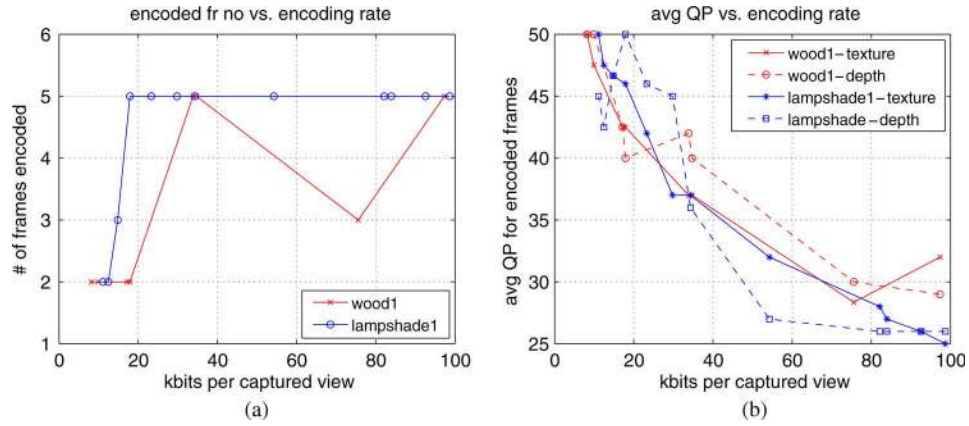 encoded fr no vs. encoding rate
# of frames encoded
6
5
4
3
2
1
0
20
40
60
80
100
wood1
lampshade1
kbits per captured view
(a)
avg QP vs. encoding rate
avg QP for encoded frames
50
45
40
35
30
25
0
20
40
60
80
100
wood1-texture
wood1-depth
lampshade1-texture
lampshade-depth
kbits per captured view
(b)